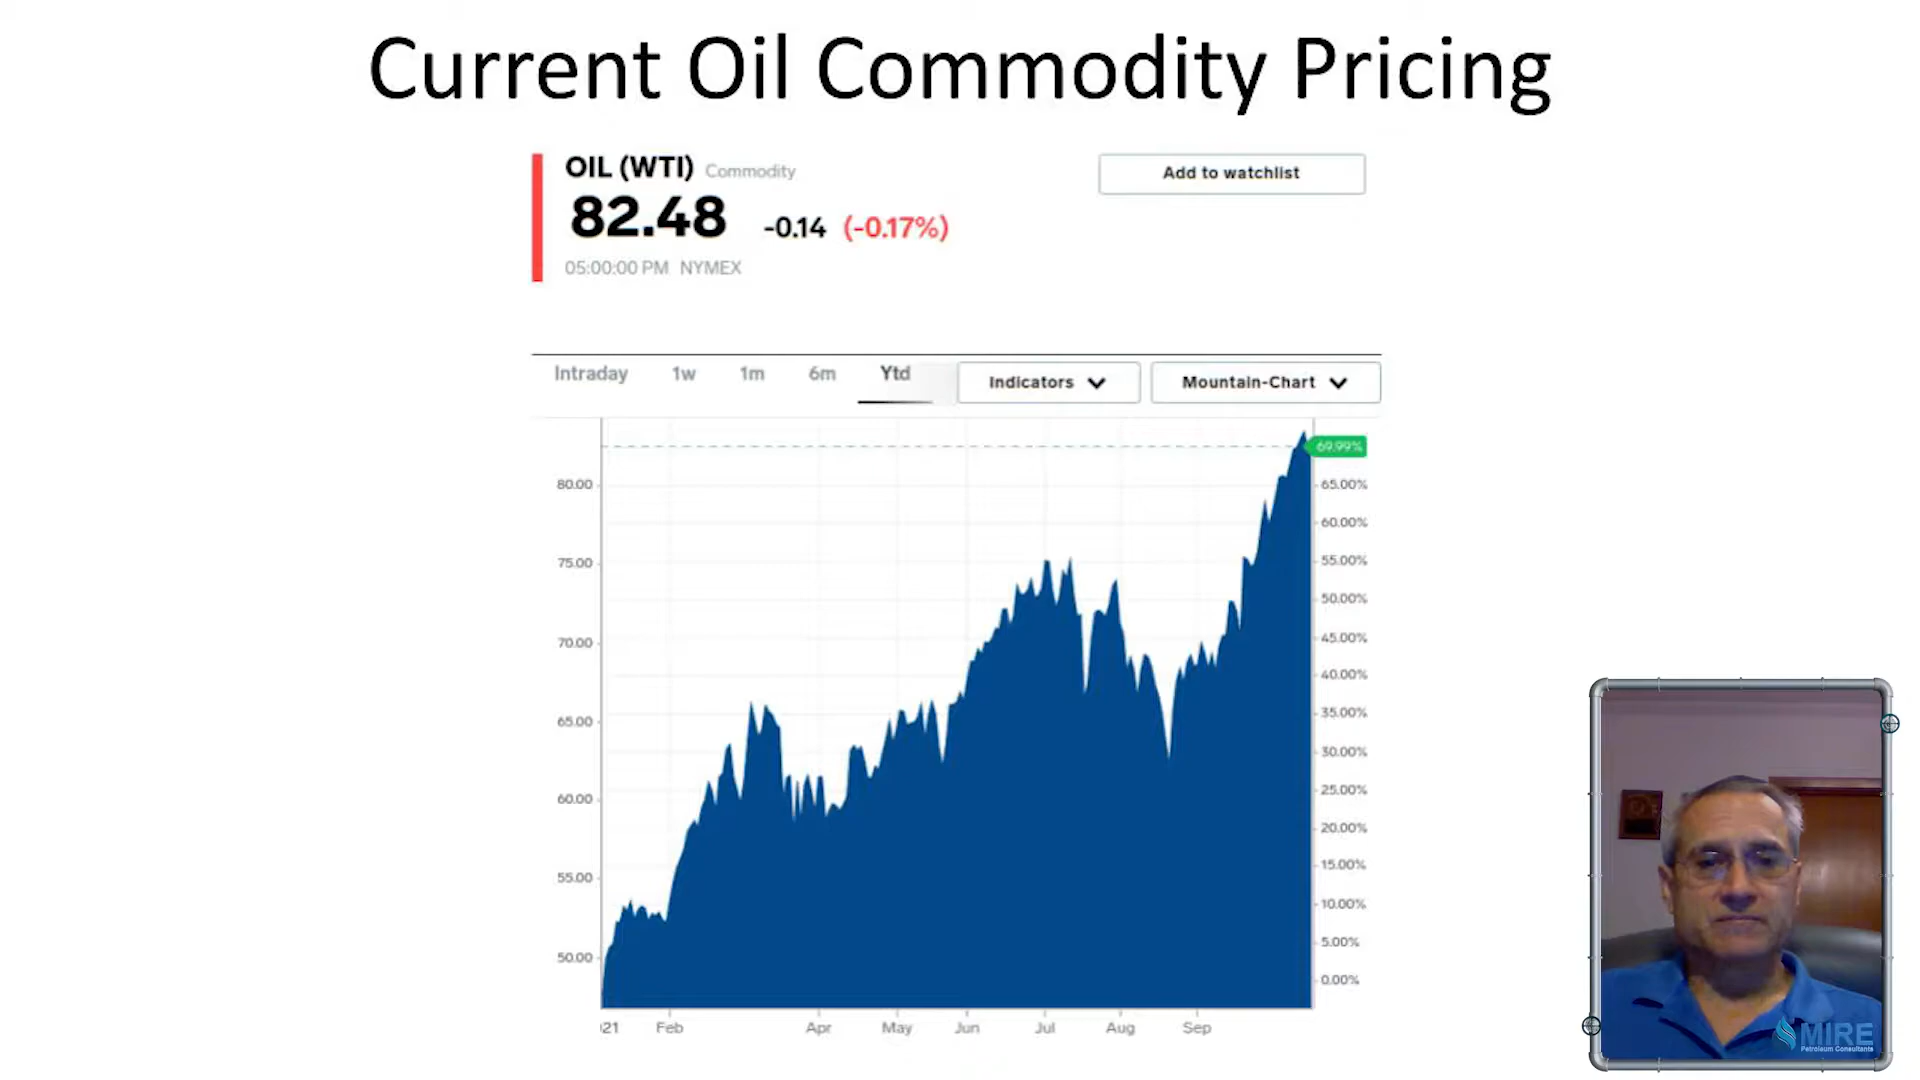 Current Oil Commodity Pricing
OIL (WTI) Commodity
Add to watchlist
82.48 -0.14 (-0.17%)
05:00:00 PM NYMEX
Intraday 1w 1m 6m Ytd Indicators Mountain-Chart
69.99%
80.00 65.00%
60.00%
75.00 55.00%
50.00%
70.00 45.00%
40.00%
65.00 35.00%
30.00%
60.00 25.00%
20.00%
55.00 15.00%
10.00%
50.00 5.00%
0.00%
21 Feb Apr May Jun Jul Aug Sep
MIRE
Petroleum Consultants